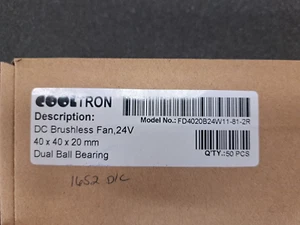 COOLTRON
Description:
Model No.: FD4020B24W11-81-2R
DC Brushless Fan,24V
40 x 40 x 20 mm
Dual Ball Bearing
Q'TY.:50 PCS
1652 D/C